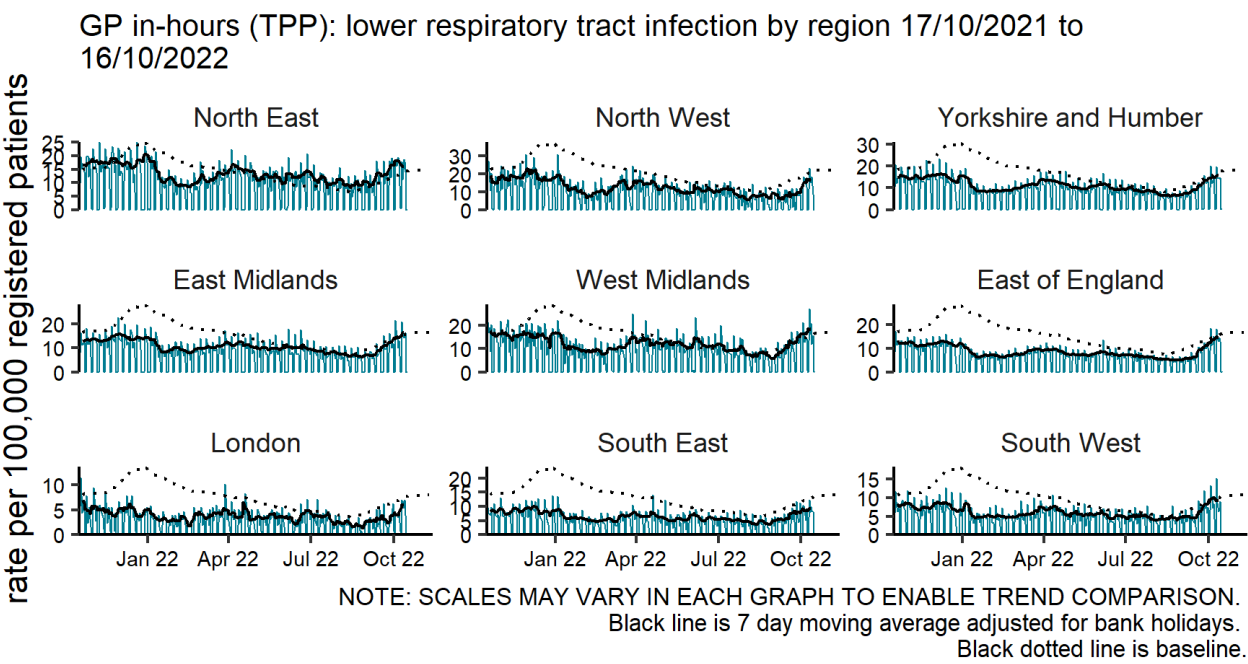 GP in-hours (TPP): lower respiratory tract infection by region 17/10/2021 to
16/10/2022
rate per 100,000 registered patients
North East
North West
Yorkshire and Humber
25
20
15
10
5
0
30
20
10
0
30
20
10
0
East Midlands
West Midlands
East of England
20
10
0
20
10
0
20
10
0
London
South East
South West
10
5
0
20
15
10
5
0
15
10
5
0
Jan 22 Apr 22 Jul 22 Oct 22
Jan 22 Apr 22 Jul 22 Oct 22
Jan 22 Apr 22 Jul 22 Oct 22
NOTE: SCALES MAY VARY IN EACH GRAPH TO ENABLE TREND COMPARISON.
Black line is 7 day moving average adjusted for bank holidays.
Black dotted line is baseline.